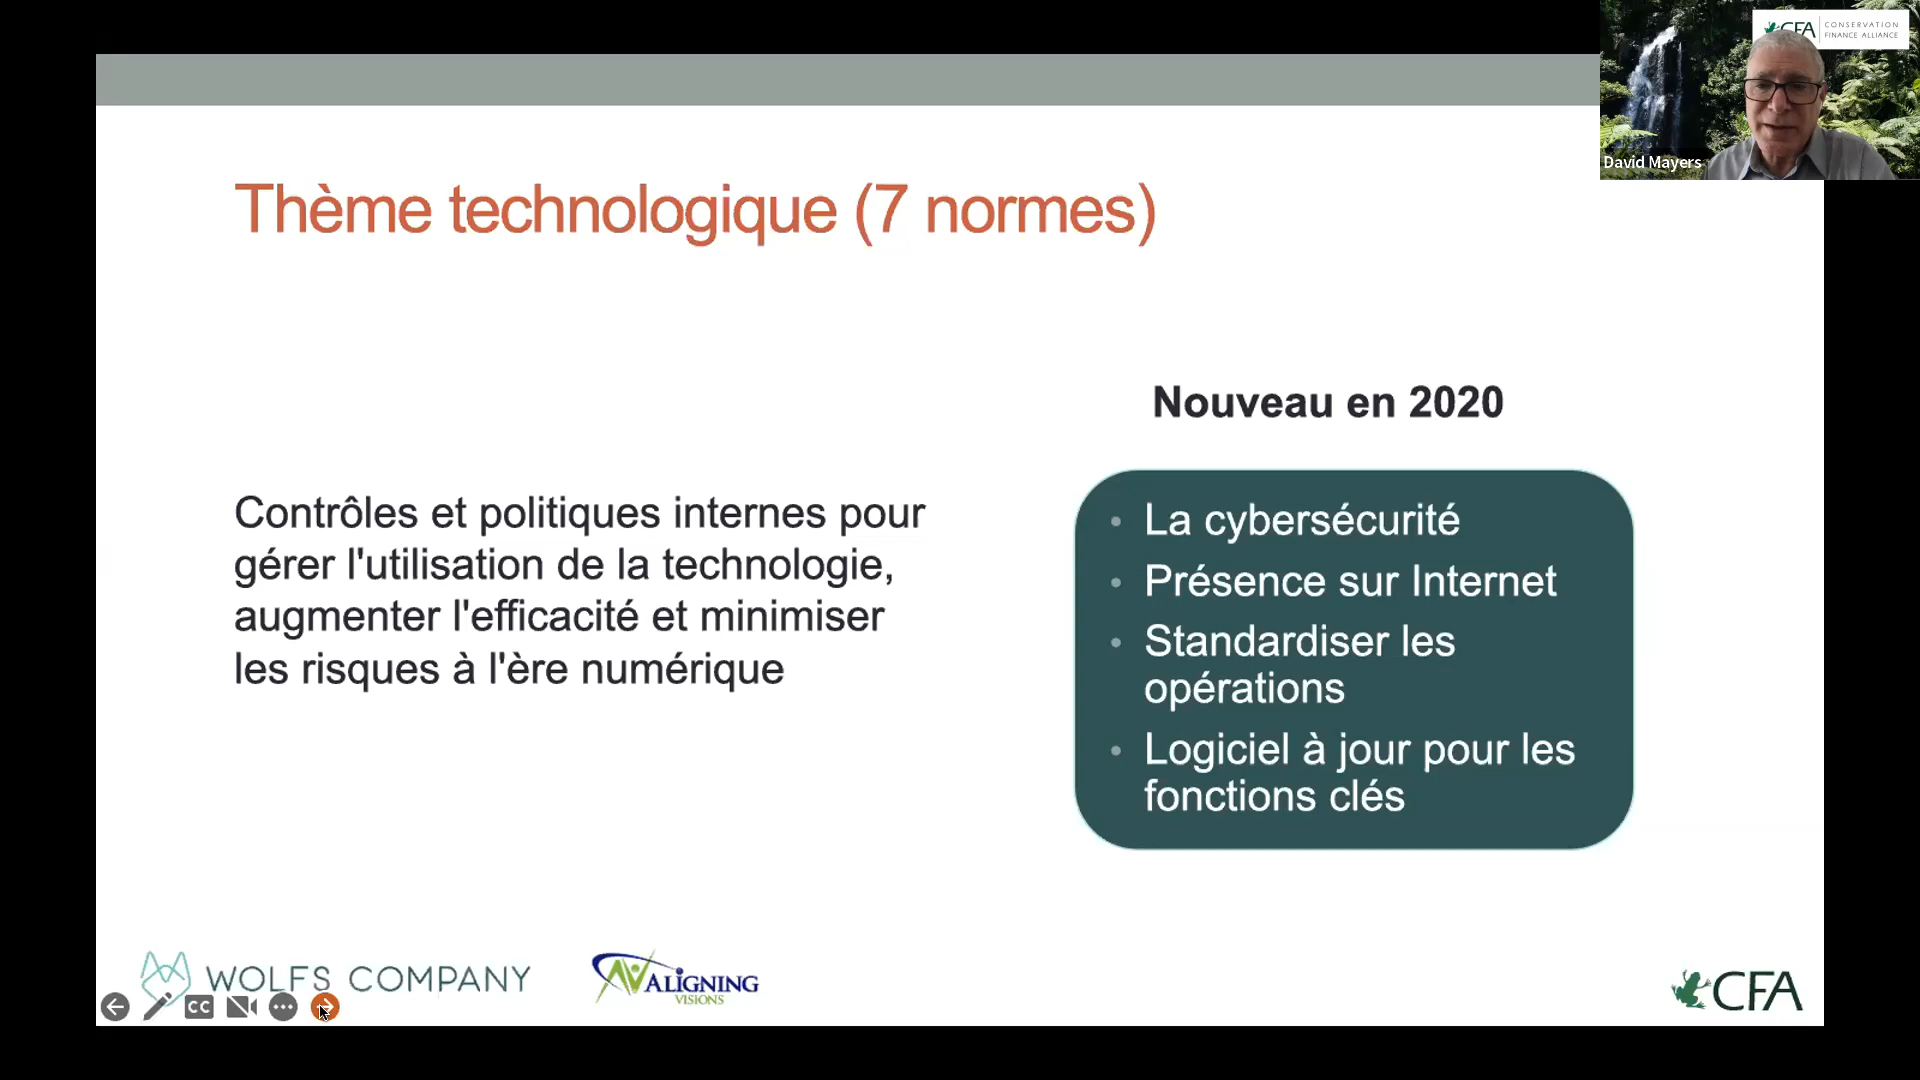 CFA
CONSERVATION
FINANCE ALLIANCE
David Mayers
Thème technologique (7 normes)
Nouveau en 2020
Contrôles et politiques internes pour
gérer l'utilisation de la technologie,
augmenter l'efficacité et minimiser
les risques à l'ère numérique
• La cybersécurité
• Présence sur Internet
• Standardiser les
opérations
• Logiciel à jour pour les
fonctions clés
WOLFS COMPANY
ALIGNING
VISIONS
CFA
CC